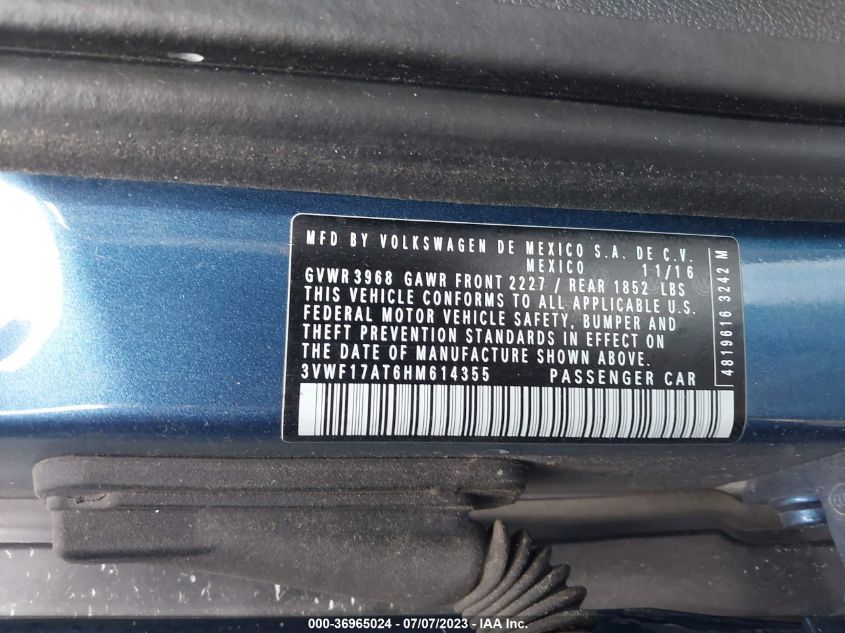 MFD BY VOLKSWAGEN DE MEXICO S.A. DE C.V.
MEXICO 11/16
GVWR 3968 GAWR FRONT 2227 / REAR 1852 LBS
THIS VEHICLE CONFORMS TO ALL APPLICABLE U.S.
FEDERAL MOTOR VEHICLE SAFETY, BUMPER AND
THEFT PREVENTION STANDARDS IN EFFECT ON
THE DATE OF MANUFACTURE SHOWN ABOVE.
3VWF17AT6HM614355 PASSENGER CAR
4819616 3242 M
000-36965024 - 07/07/2023 - IAA Inc.